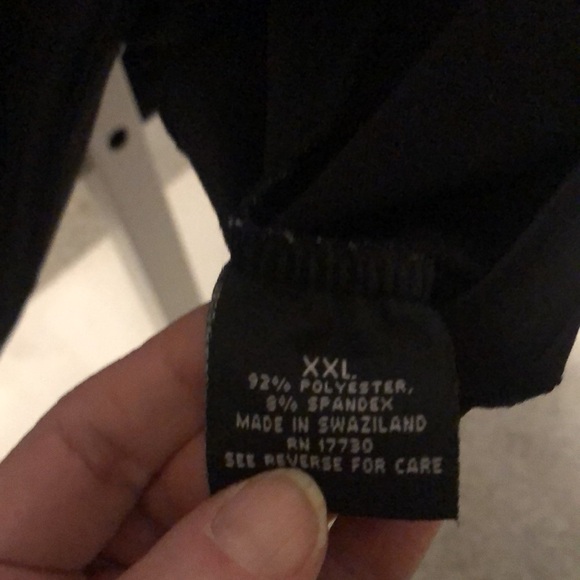 XXL
92% POLYESTER,
8% SPANDEX
MADE IN SWAZILAND
RN 17730
SEE REVERSE FOR CARE